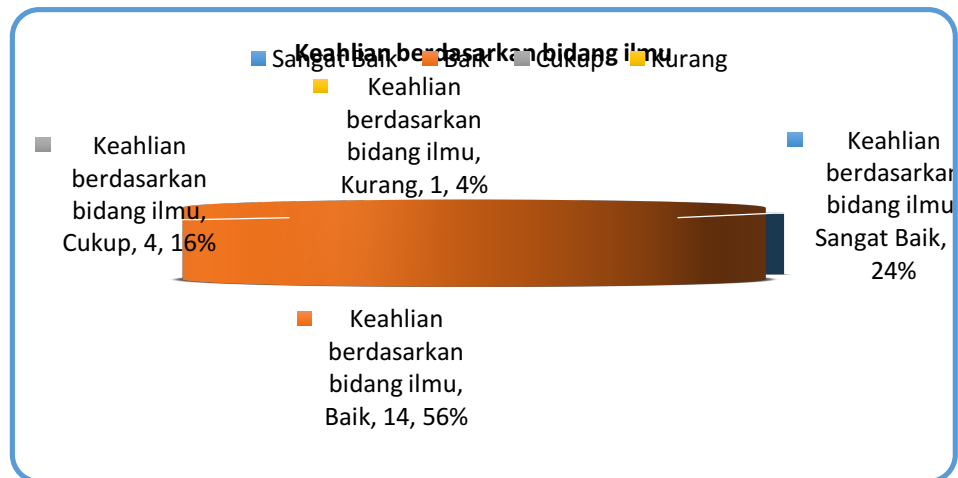 Keahlian berdasarkan bidang ilmu
Sangat Baik Baik Cukup Kurang
Keahlian
berdasarkan
bidang ilmu,
Kurang, 1, 4%
Keahlian
berdasarkan
bidang ilmu,
Cukup, 4, 16%
Keahlian
berdasarkan
bidang ilmu
Sangat Baik,
24%
Keahlian
berdasarkan
bidang ilmu,
Baik, 14, 56%